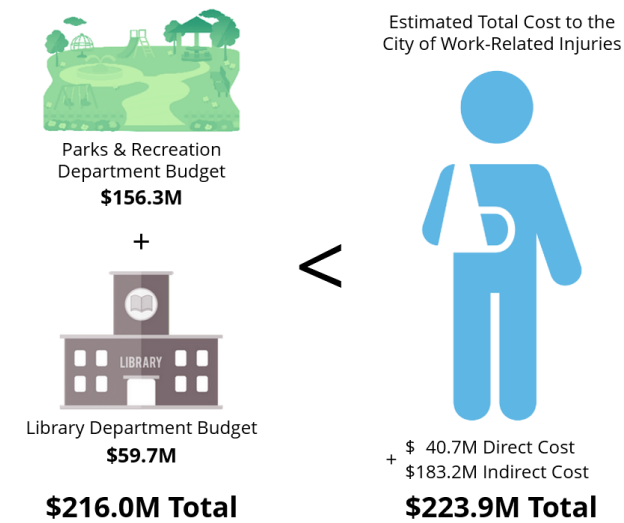 Parks & Recreation
Department Budget
$156.3M
+
LIBRARY
Library Department Budget
$59.7M
$216.0M Total
<
Estimated Total Cost to the
City of Work-Related Injuries
$ 40.7M Direct Cost
+ $183.2M Indirect Cost
$223.9M Total